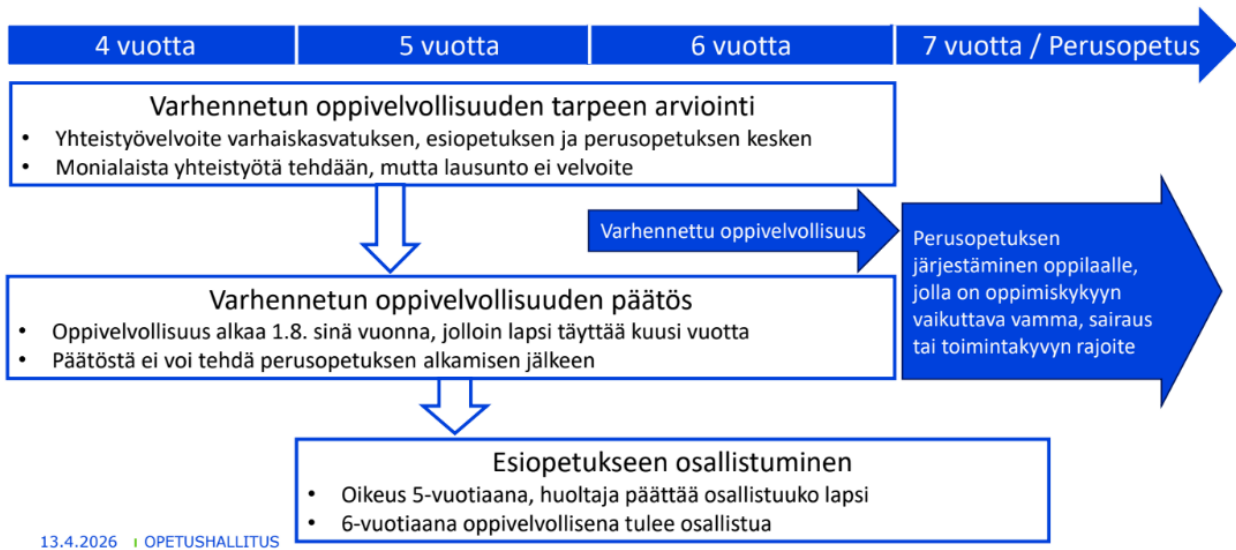 4 vuotta
5 vuotta
6 vuotta
7 vuotta / Perusopetus
Varhennetun oppivelvollisuuden tarpeen arviointi
• Yhteistyövelvoite varhaiskasvatuksen, esiopetuksen ja perusopetuksen kesken
• Monialaista yhteistyötä tehdään, mutta lausunto ei velvoite
Varhennettu oppivelvollisuus
Perusopetuksen
järjestäminen oppilaalle,
jolla on oppimiskykyyn
vaikuttava vamma, sairaus
tai toimintakyvyn rajoite
Varhennetun oppivelvollisuuden päätös
• Oppivelvollisuus alkaa 1.8. sinä vuonna, jolloin lapsi täyttää kuusi vuotta
• Päätöstä ei voi tehdä perusopetuksen alkamisen jälkeen
Esiopetukseen osallistuminen
• Oikeus 5-vuotiaana, huoltaja päättää osallistuuko lapsi
• 6-vuotiaana oppivelvollisena tulee osallistua
13.4.2026 I OPETUSHALLITUS